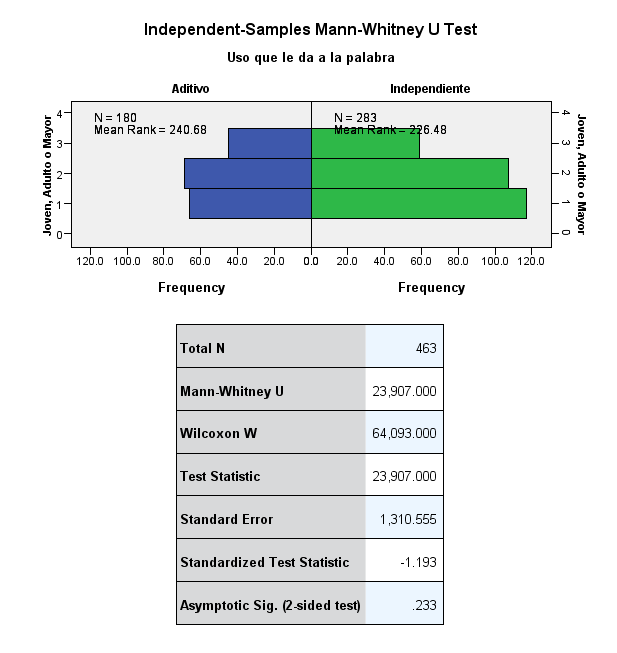 Independent-Samples Mann-Whitney U Test
Uso que le da a la palabra
Aditivo Independiente
N = 180 N = 283
Mean Rank = 240.68 Mean Rank = 226.48
Joven, Adulto o Mayor
4
3
2
1
0
Joven, Adulto o Mayor
4
3
2
1
0
120.0 100.0 80.0 60.0 40.0 20.0 0.0 20.0 40.0 60.0 80.0 100.0 120.0
Frequency Frequency
Total N 463
Mann-Whitney U 23,907.000
Wilcoxon W 64,093.000
Test Statistic 23,907.000
Standard Error 1,310.555
Standardized Test Statistic -1.193
Asymptotic Sig. (2-sided test) .233